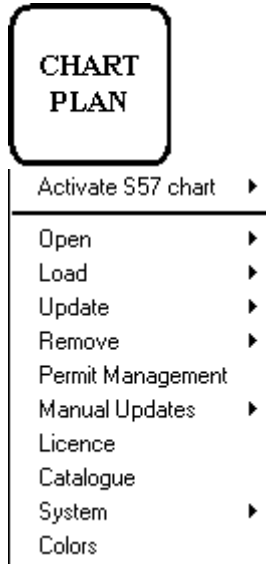 CHART
PLAN
Activate S57 chart
Open
Load
Update
Remove
Permit Management
Manual Updates
Licence
Catalogue
System
Colors